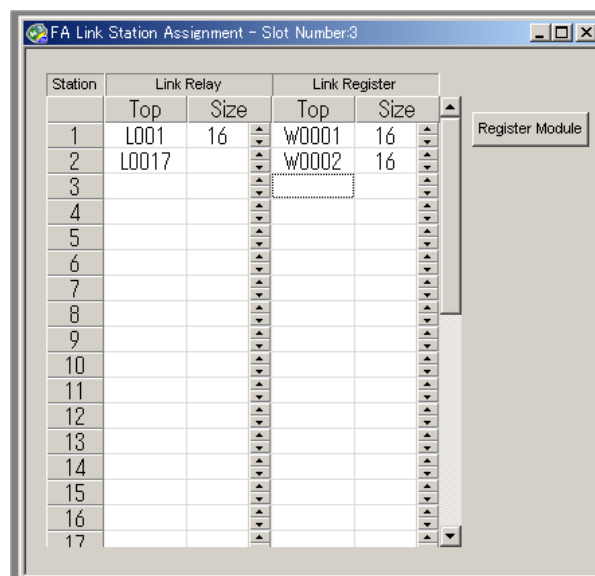 FA Link Station Assignment - Slot Number:3
Station Link Relay Link Register
Top Size Top Size
Register Module
1 L001 16 W0001 16
2 L0017 W0002 16
3
4
5
6
7
8
9
10
11
12
13
14
15
16
17